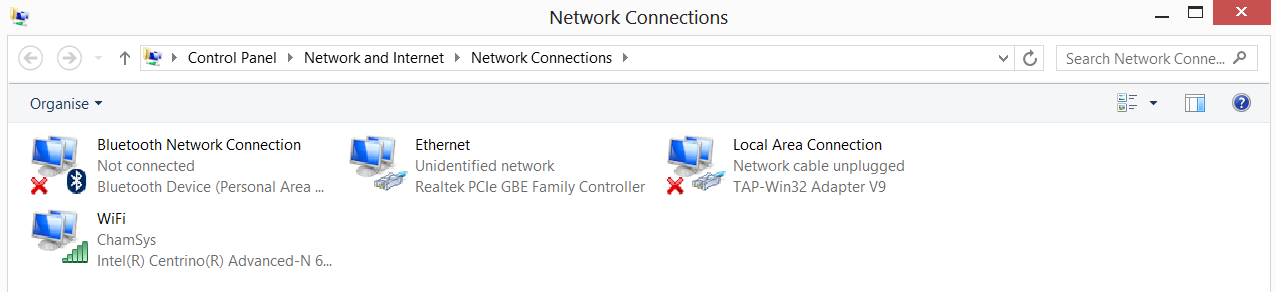 Network Connections
Control Panel Network and Internet Network Connections
Search Network Conne...
Organise
Bluetooth Network Connection
Not connected
Bluetooth Device (Personal Area ...
Ethernet
Unidentified network
Realtek PCIe GBE Family Controller
Local Area Connection
Network cable unplugged
TAP-Win32 Adapter V9
WiFi
ChamSys
Intel(R) Centrino(R) Advanced-N 6...